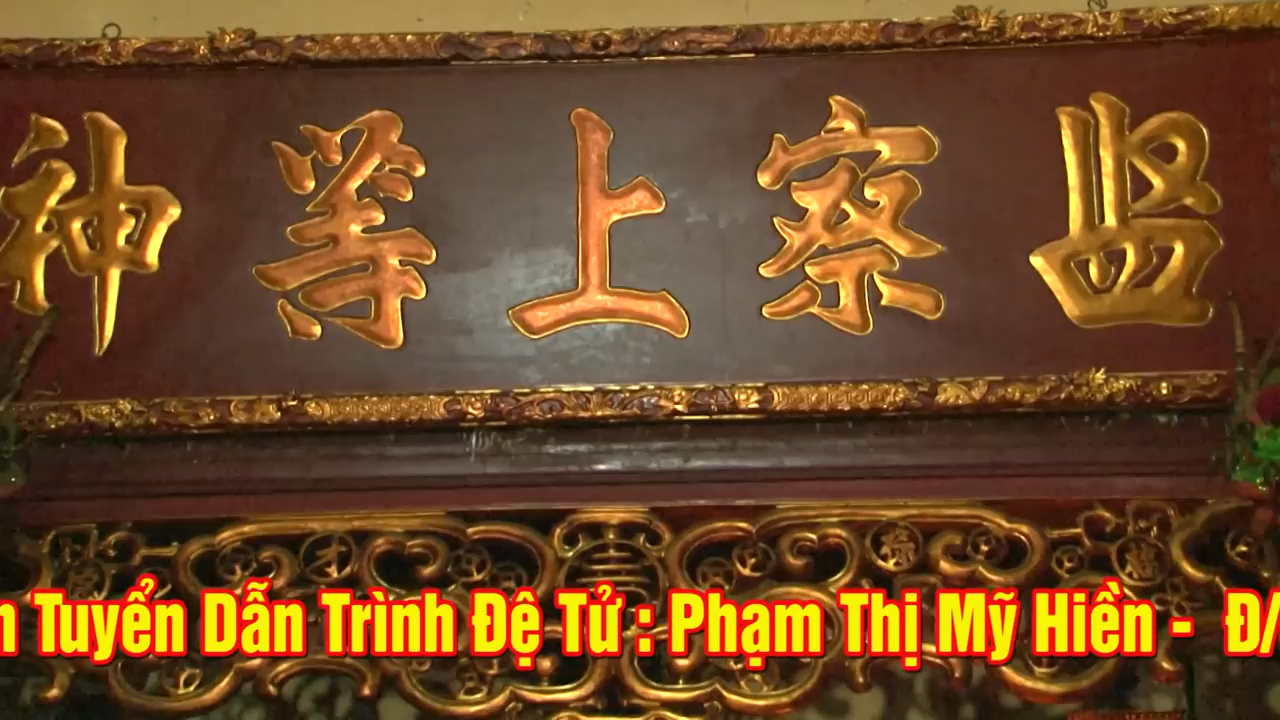 監察上等神
n Tuyển Dẫn Trình Đệ Tử : Phạm Thị Mỹ Hiền - Đ/